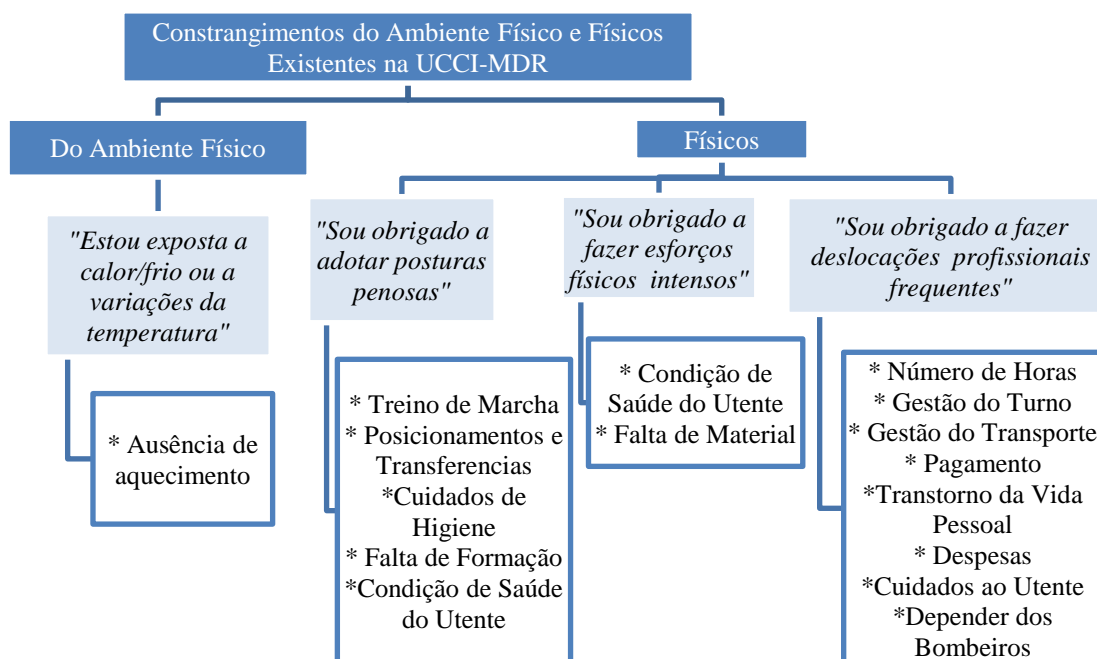 Constrangimentos do Ambiente Físico e Físicos
Existentes na UCCI-MDR
Do Ambiente Físico
Físicos
"Estou exposta a
calor/frio ou a
variações da
temperatura"
"Sou obrigado a
adotar posturas
penosas"
"Sou obrigado a
fazer esforços
físicos intensos"
"Sou obrigado a fazer
deslocações profissionais
frequentes"
* Ausência de
aquecimento
* Treino de Marcha
* Posicionamentos e
Transferencias
*Cuidados de
Higiene
* Falta de Formação
*Condição de Saúde
do Utente
* Condição de
Saúde do Utente
* Falta de Material
* Número de Horas
* Gestão do Turno
* Gestão do Transporte
* Pagamento
*Transtorno da Vida
Pessoal
* Despesas
*Cuidados ao Utente
*Depender dos
Bombeiros